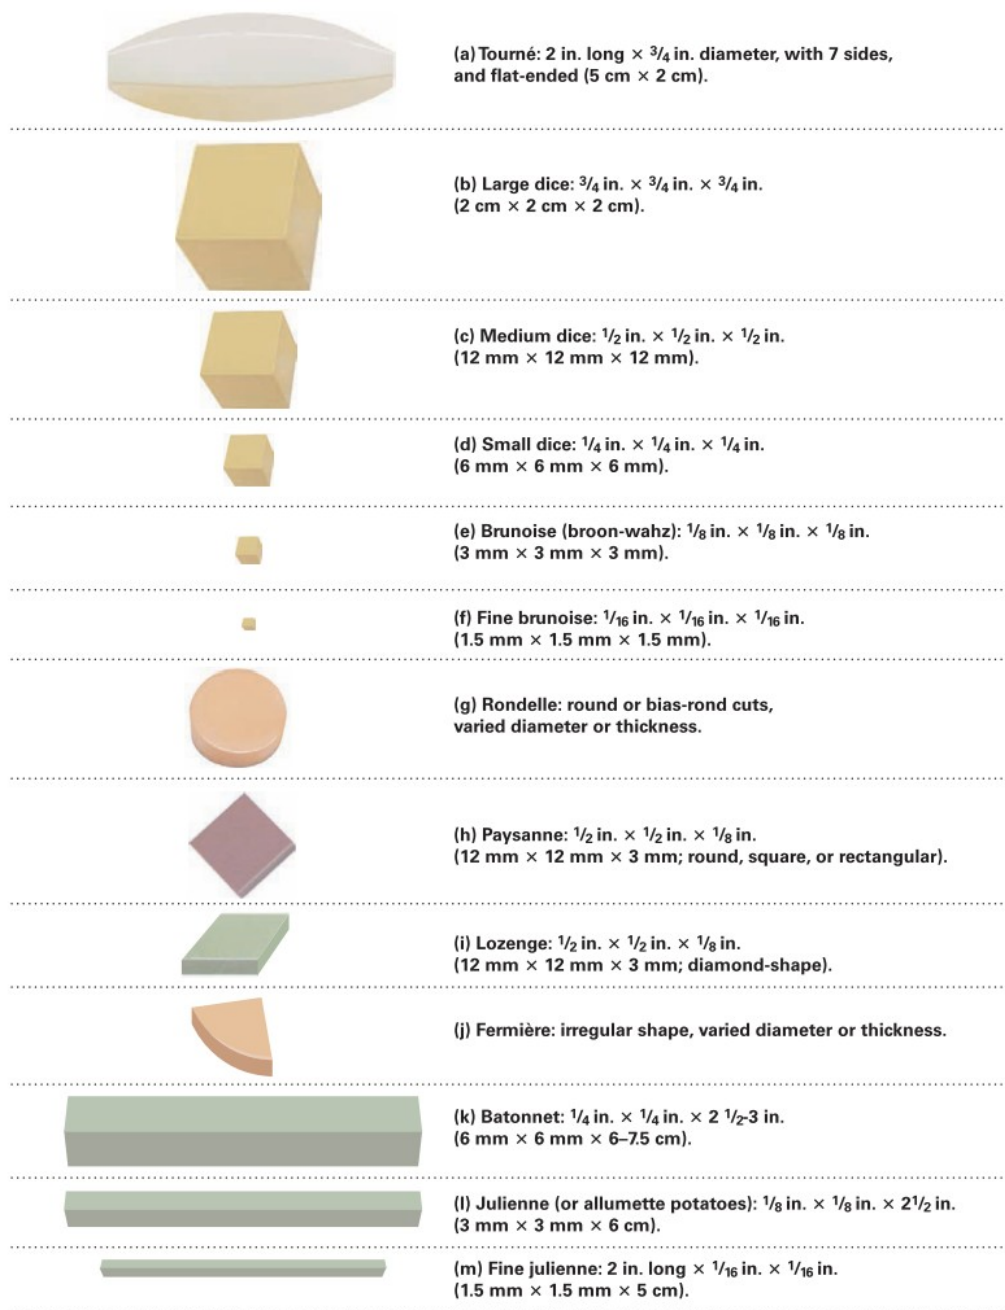 (a) Tourné: 2 in. long × 3/4 in. diameter, with 7 sides,
and flat-ended (5 cm × 2 cm).
(b) Large dice: 3/4 in. × 3/4 in. × 3/4 in.
(2 cm × 2 cm × 2 cm).
(c) Medium dice: 1/2 in. × 1/2 in. × 1/2 in.
(12 mm × 12 mm × 12 mm).
(d) Small dice: 1/4 in. × 1/4 in. × 1/4 in.
(6 mm × 6 mm × 6 mm).
(e) Brunoise (broon-wahz): 1/8 in. × 1/8 in. × 1/8 in.
(3 mm × 3 mm × 3 mm).
(f) Fine brunoise: 1/16 in. × 1/16 in. × 1/16 in.
(1.5 mm × 1.5 mm × 1.5 mm).
(g) Rondelle: round or bias-rond cuts,
varied diameter or thickness.
(h) Paysanne: 1/2 in. × 1/2 in. × 1/8 in.
(12 mm × 12 mm × 3 mm; round, square, or rectangular).
(i) Lozenge: 1/2 in. × 1/2 in. × 1/8 in.
(12 mm × 12 mm × 3 mm; diamond-shape).
(j) Fermière: irregular shape, varied diameter or thickness.
(k) Batonnet: 1/4 in. × 1/4 in. × 2 1/2-3 in.
(6 mm × 6 mm × 6–7.5 cm).
(l) Julienne (or allumette potatoes): 1/8 in. × 1/8 in. × 2 1/2 in.
(3 mm × 3 mm × 6 cm).
(m) Fine julienne: 2 in. long × 1/16 in. × 1/16 in.
(1.5 mm × 1.5 mm × 5 cm).